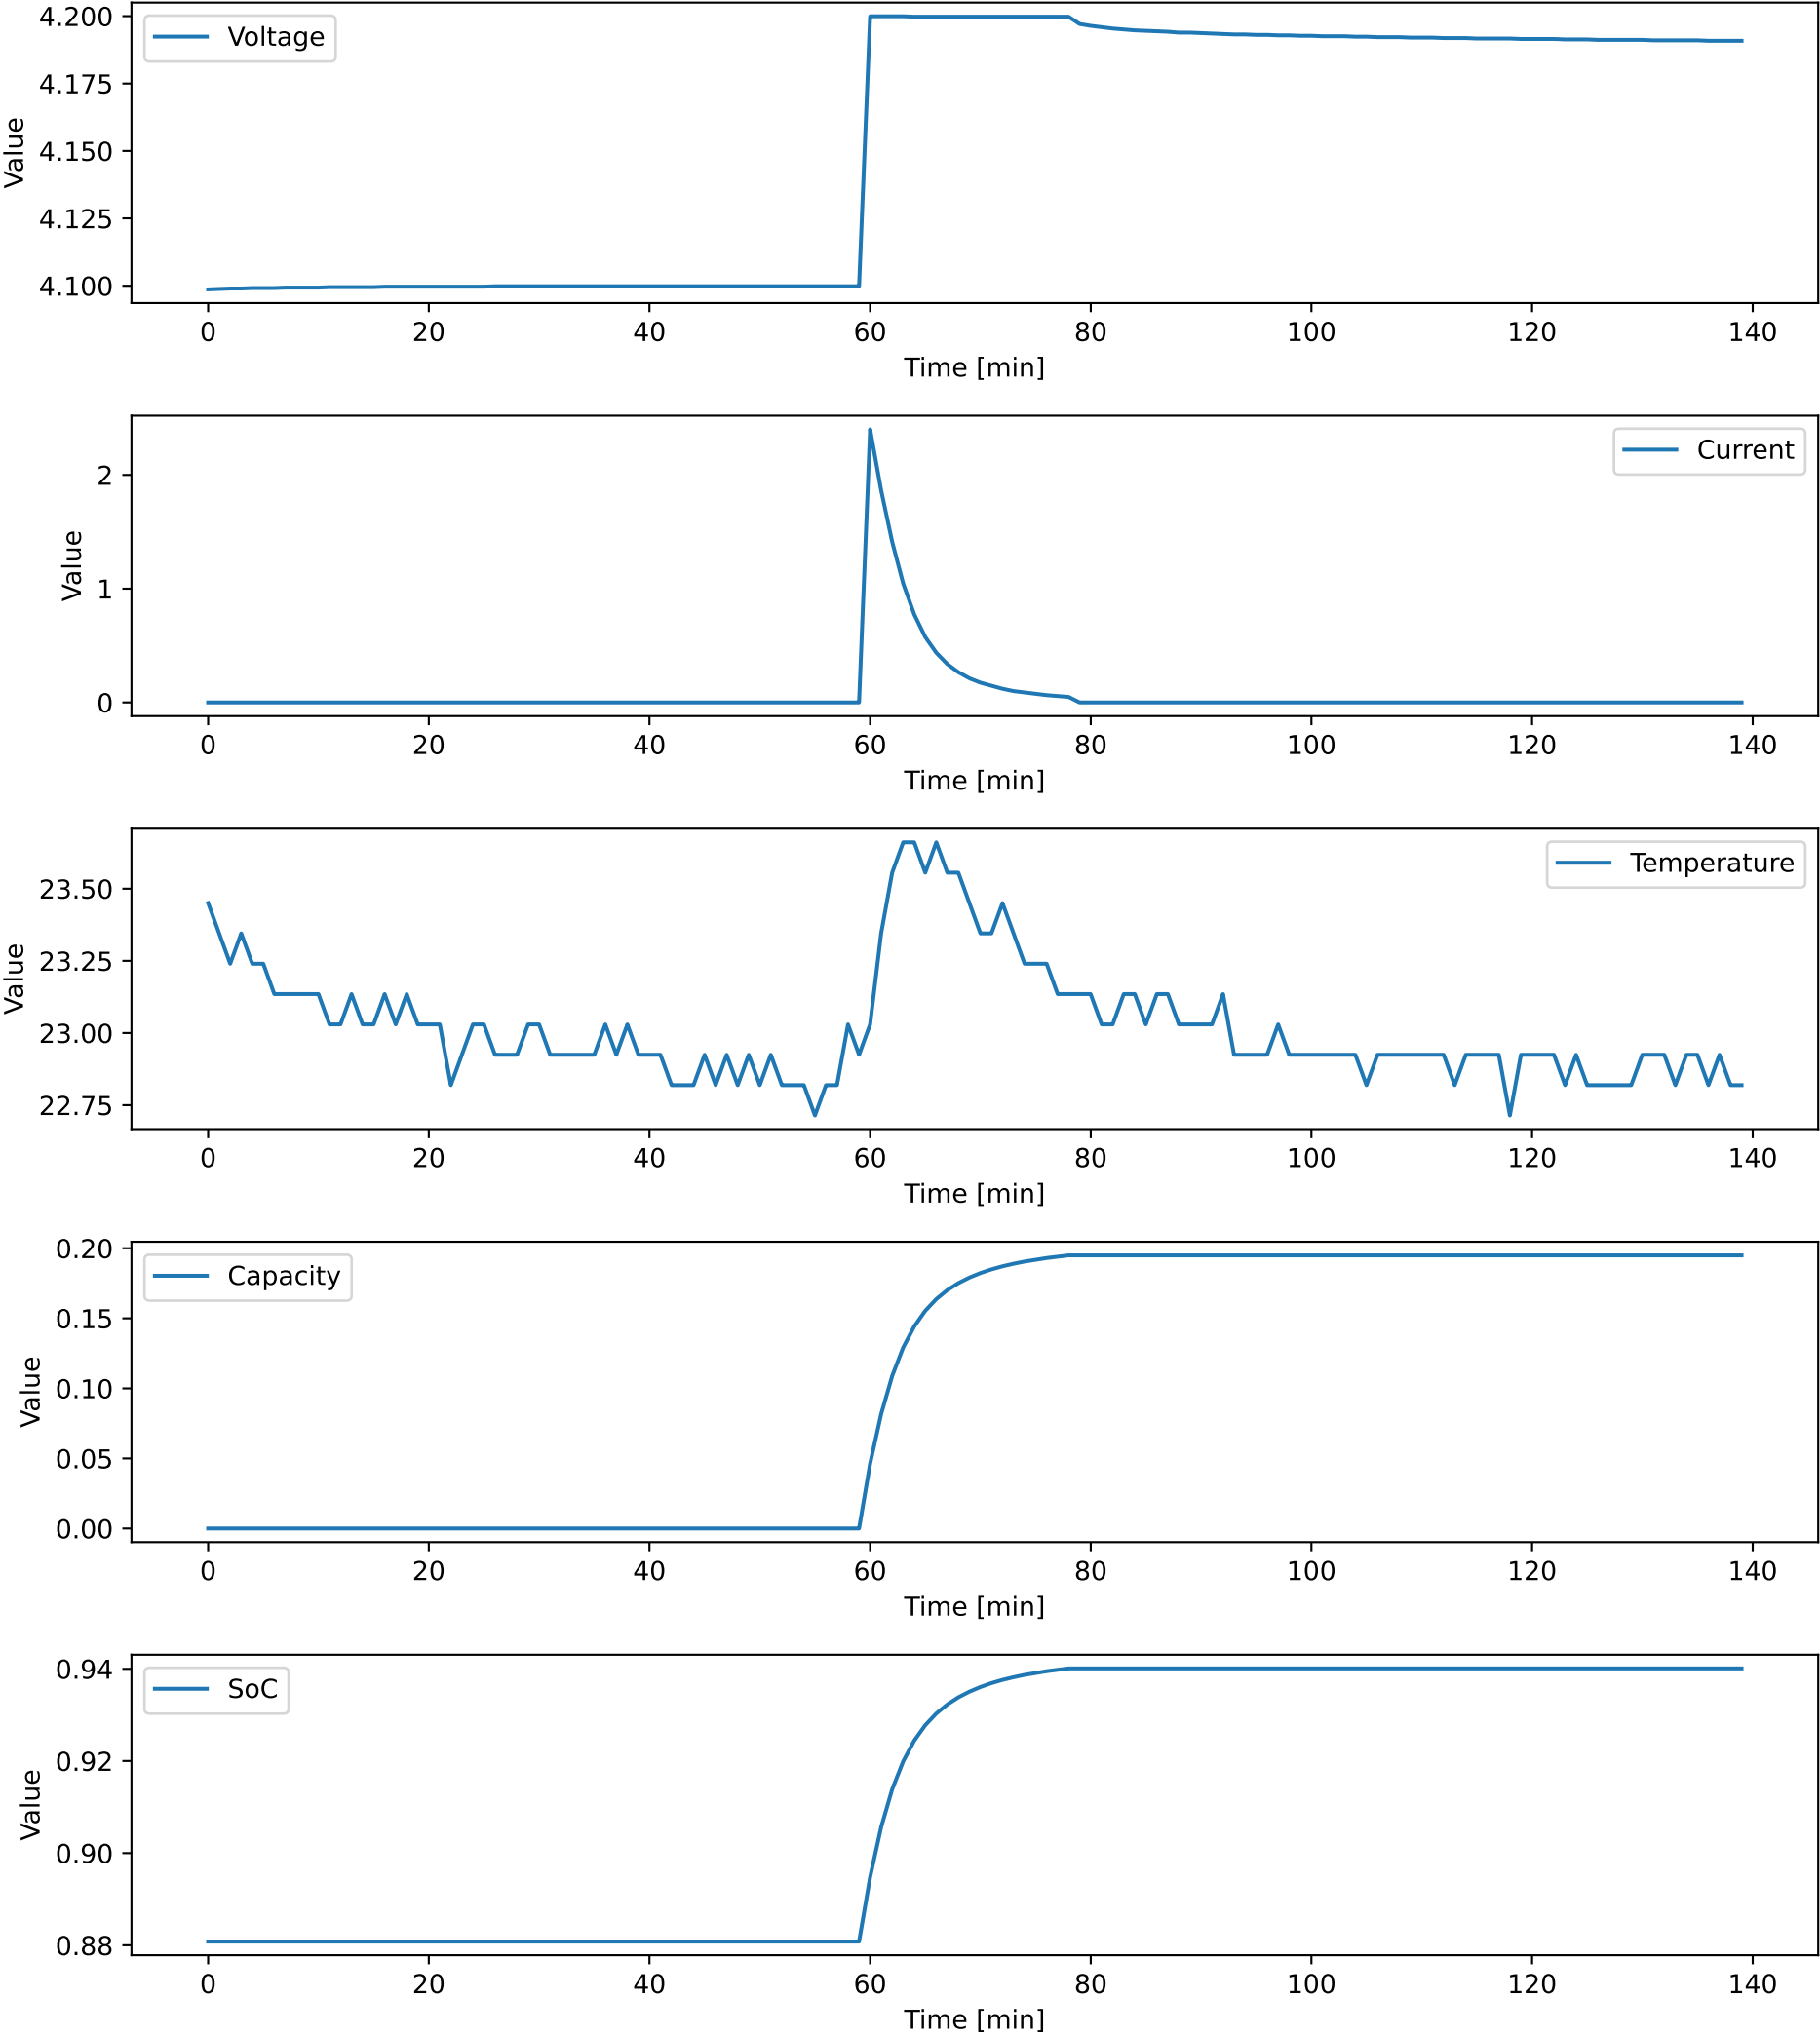 4.200
4.175
4.150
4.125
4.100
Value
Voltage
0 20 40 60 80 100 120 140
Time [min]
2
1
0
Value
Current
0 20 40 60 80 100 120 140
Time [min]
23.50
23.25
23.00
22.75
Value
Temperature
0 20 40 60 80 100 120 140
Time [min]
0.20
0.15
0.10
0.05
0.00
Value
Capacity
0 20 40 60 80 100 120 140
Time [min]
0.94
0.92
0.90
0.88
Value
SoC
0 20 40 60 80 100 120 140
Time [min]